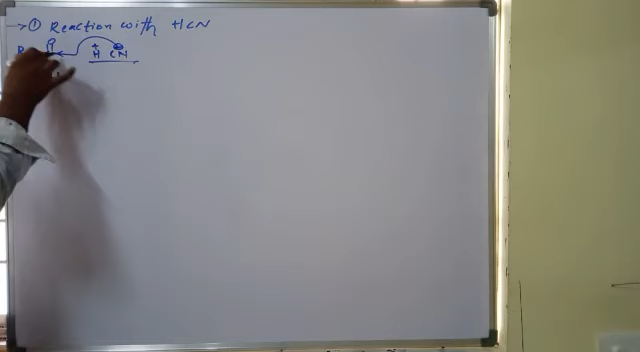 → ① Reaction with HCN
R
O
+
H CN